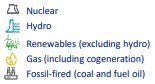 Nuclear
Hydro
Renewables (excluding hydro)
Gas (including cogeneration)
Fossil-fired (coal and fuel oil)